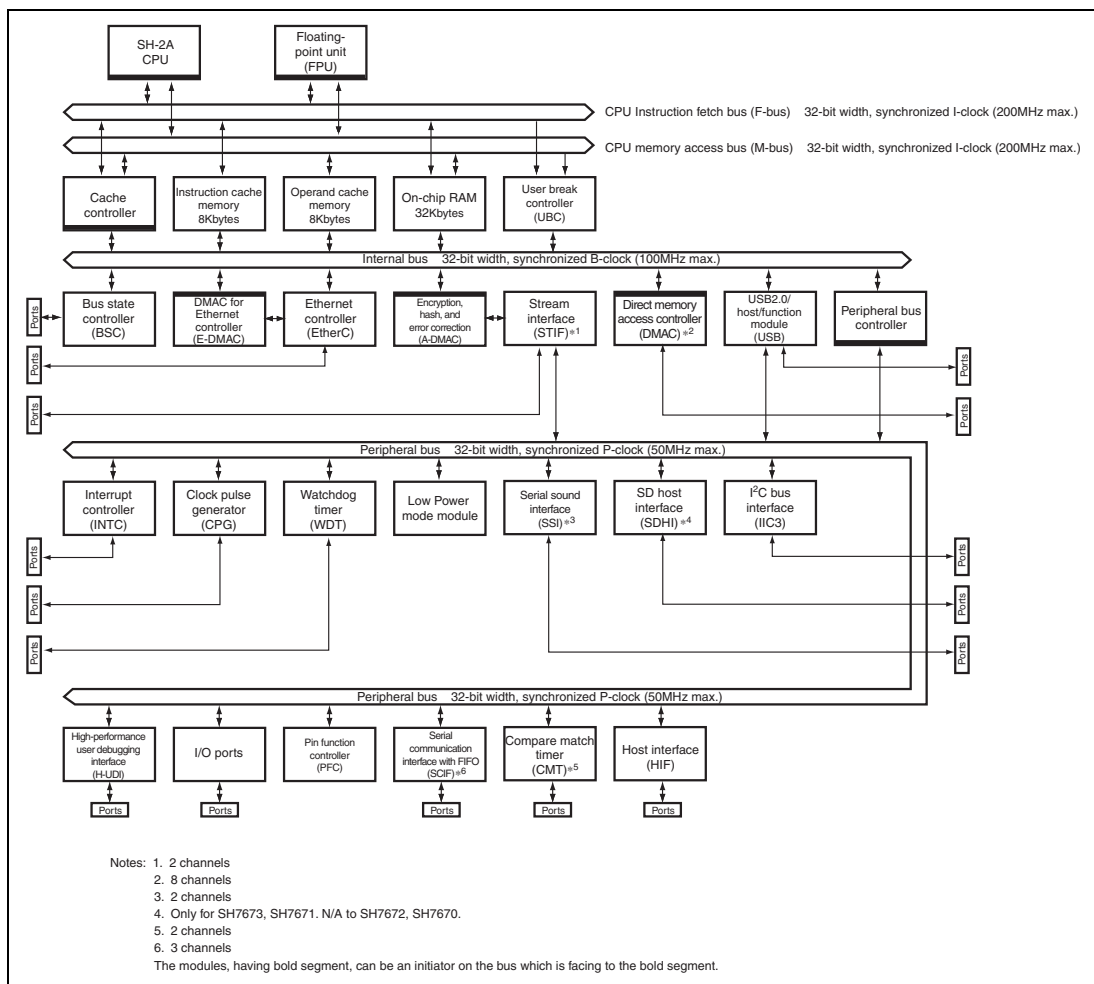 SH-2A
CPU
Floating-
point unit
(FPU)
CPU Instruction fetch bus (F-bus) 32-bit width, synchronized I-clock (200MHz max.)
CPU memory access bus (M-bus) 32-bit width, synchronized I-clock (200MHz max.)
Cache
controller
Instruction cache
memory
8Kbytes
Operand cache
memory
8Kbytes
On-chip RAM
32Kbytes
User break
controller
(UBC)
Internal bus 32-bit width, synchronized B-clock (100MHz max.)
Ports
Bus state
controller
(BSC)
DMAC for
Ethernet
controller
(E-DMAC)
Ethernet
controller
(EtherC)
Encryption,
hash, and
error correction
(A-DMAC)
Stream
interface
(STIF)*1
Direct memory
access controller
(DMAC)*2
USB2.0/
host/function
module
(USB)
Peripheral bus
controller
Ports
Ports
Ports
Ports
Peripheral bus 32-bit width, synchronized P-clock (50MHz max.)
Interrupt
controller
(INTC)
Clock pulse
generator
(CPG)
Watchdog
timer
(WDT)
Low Power
mode module
Serial sound
interface
(SSI)*3
SD host
interface
(SDHI)*4
I2C bus
interface
(IIC3)
Ports
Ports
Ports
Ports
Ports
Ports
Peripheral bus 32-bit width, synchronized P-clock (50MHz max.)
High-performance
user debugging
interface
(H-UDI)
I/O ports
Pin function
controller
(PFC)
Serial
communication
interface with FIFO
(SCIF)*6
Compare match
timer
(CMT)*5
Host interface
(HIF)
Ports
Ports
Ports
Ports
Ports
Notes: 1. 2 channels
2. 8 channels
3. 2 channels
4. Only for SH7673, SH7671. N/A to SH7672, SH7670.
5. 2 channels
6. 3 channels
The modules, having bold segment, can be an initiator on the bus which is facing to the bold segment.